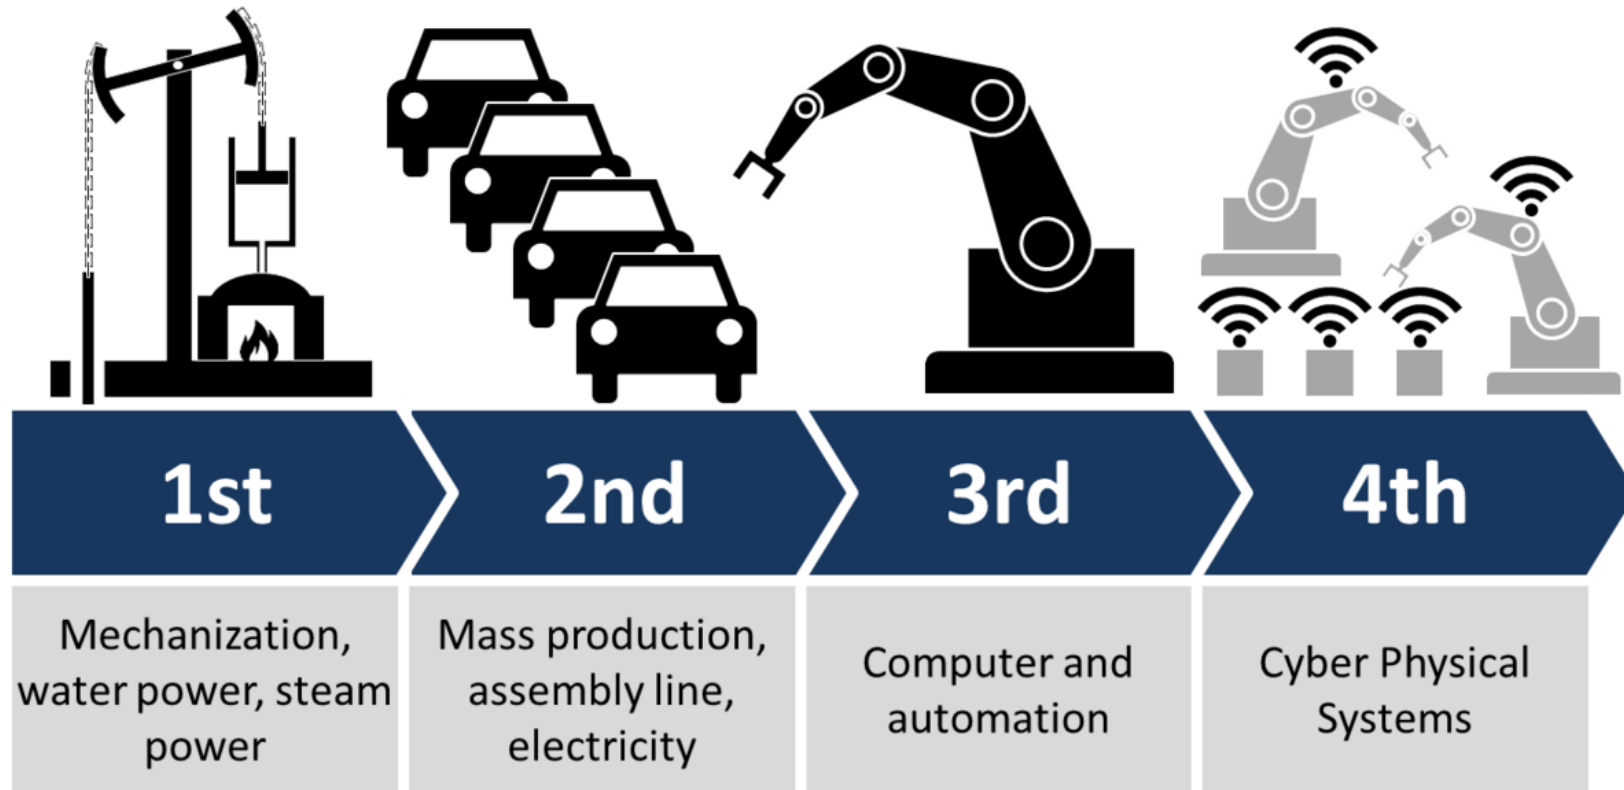 1st
2nd
3rd
4th
Mechanization,
water power, steam
power
Mass production,
assembly line,
electricity
Computer and
automation
Cyber Physical
Systems